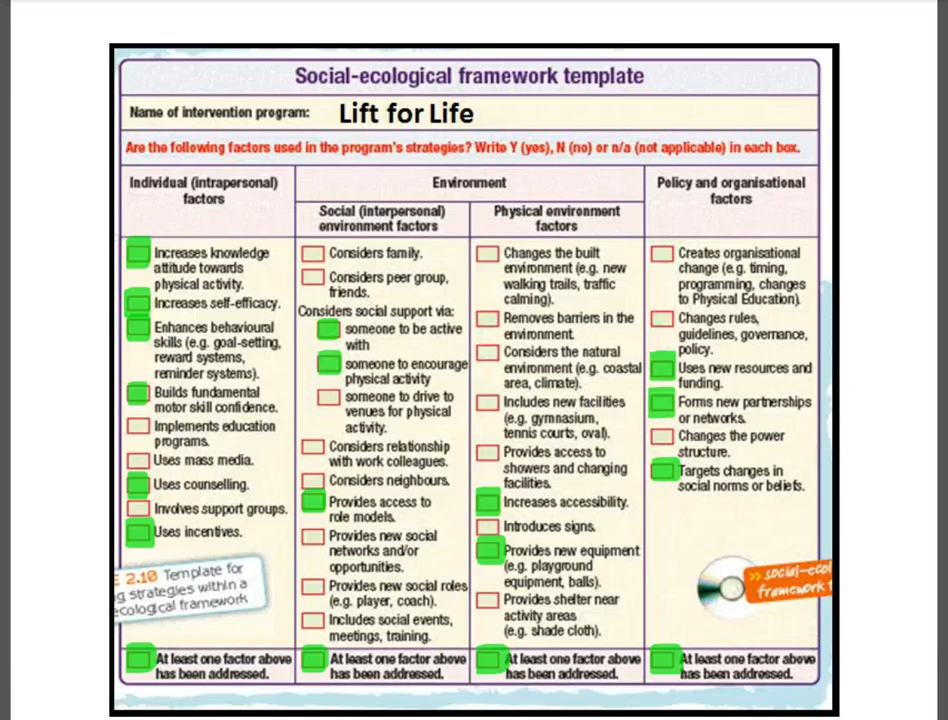 Social-ecological framework template
Name of intervention program: Lift for Life
Are the following factors used in the program's strategies? Write Y (yes), N (no) or n/a (not applicable) in each box.
Individual (intrapersonal)
factors
Increases knowledge
attitude towards
physical activity.
Increases self-efficacy.
Enhances behavioural
skills (e.g. goal-setting,
reward systems,
reminder systems).
Builds fundamental
motor skill confidence.
Implements education
programs.
Uses mass media.
Uses counselling.
Involves support groups.
Uses incentives.
E 2.10 Template for
g strategies within a
ecological framework
At least one factor above
has been addressed.
Environment
Social (interpersonal)
environment factors
Considers family.
Considers peer group,
friends.
Considers social support via:
someone to be active
with
someone to encourage
physical activity
someone to drive to
venues for physical
activity.
Considers relationship
with work colleagues.
Considers neighbours.
Provides access to
role models.
Provides new social
networks and/or
opportunities.
Provides new social roles
(e.g. player, coach).
Includes social events,
meetings, training.
At least one factor above
has been addressed.
Physical environment
factors
Changes the built
environment (e.g. new
walking trails, traffic
calming).
Removes barriers in the
environment.
Considers the natural
environment (e.g. coastal
area, climate).
Includes new facilities
(e.g. gymnasium,
tennis courts, oval).
Provides access to
showers and changing
facilities.
Increases accessibility.
Introduces signs.
Provides new equipment
(e.g. playground
equipment, balls).
Provides shelter near
activity areas
(e.g. shade cloth).
At least one factor above
has been addressed.
Policy and organisational
factors
Creates organisational
change (e.g. timing,
programming, changes
to Physical Education).
Changes rules,
guidelines, governance,
policy.
Uses new resources and
funding.
Forms new partnerships
or networks.
Changes the power
structure.
Targets changes in
social norms or beliefs.
>> social-ecol
framework t
At least one factor above
has been addressed.